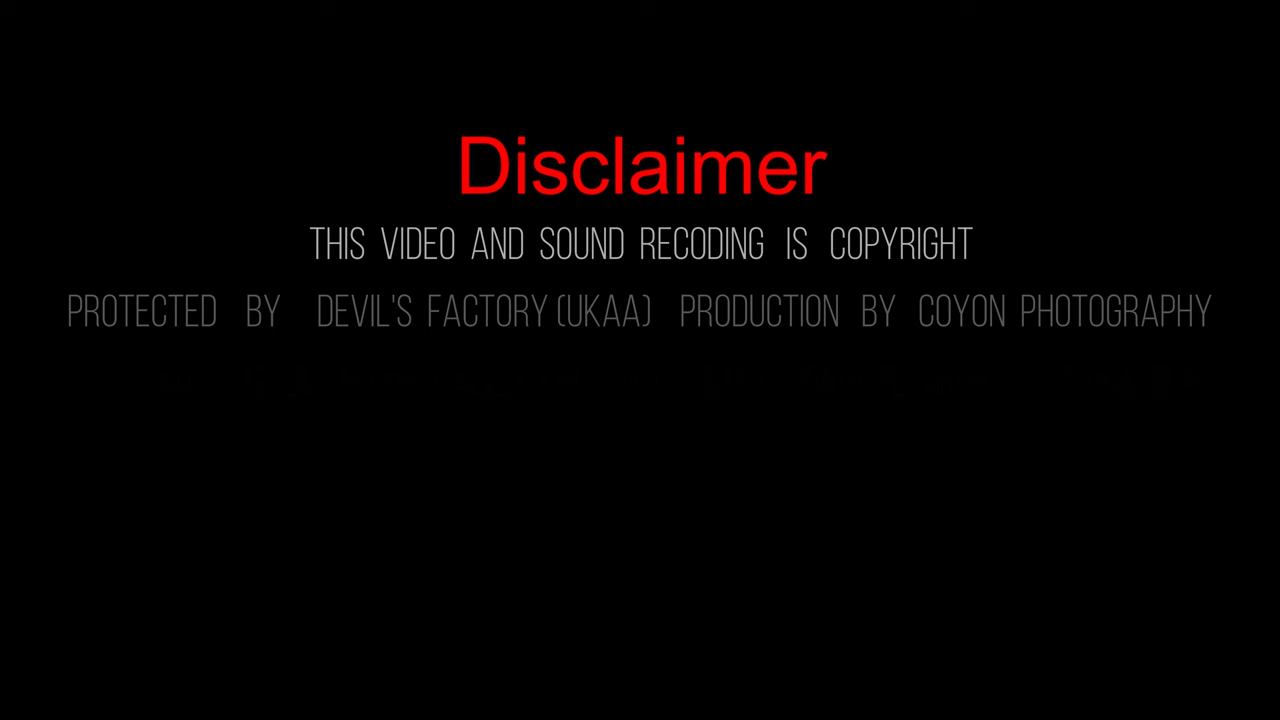 Disclaimer
THIS VIDEO AND SOUND RECODING IS COPYRIGHT
PROTECTED BY DEVIL'S FACTORY (UKAA) PRODUCTION BY COYON PHOTOGRAPHY